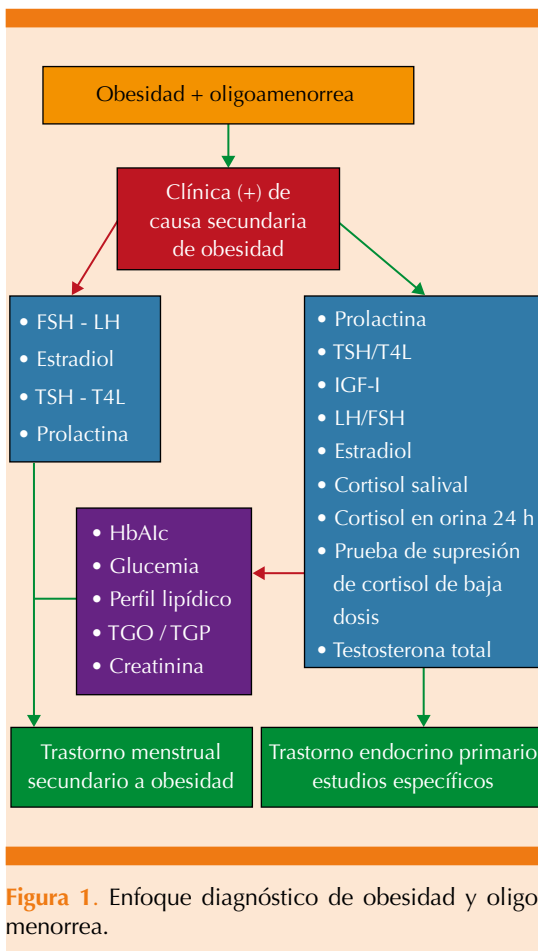 Obesidad + oligoamenorrea
Clínica (+) de
causa secundaria
de obesidad
• FSH - LH
• Estradiol
• TSH - T4L
• Prolactina
• Prolactina
• TSH/T4L
• IGF-I
• LH/FSH
• Estradiol
• Cortisol salival
• Cortisol en orina 24 h
• Prueba de supresión
de cortisol de baja
dosis
• Testosterona total
• HbAIc
• Glucemia
• Perfil lipídico
• TGO / TGP
• Creatinina
Trastorno menstrual
secundario a obesidad
Trastorno endocrino primario
estudios específicos
Figura 1. Enfoque diagnóstico de obesidad y oligo
menorrea.